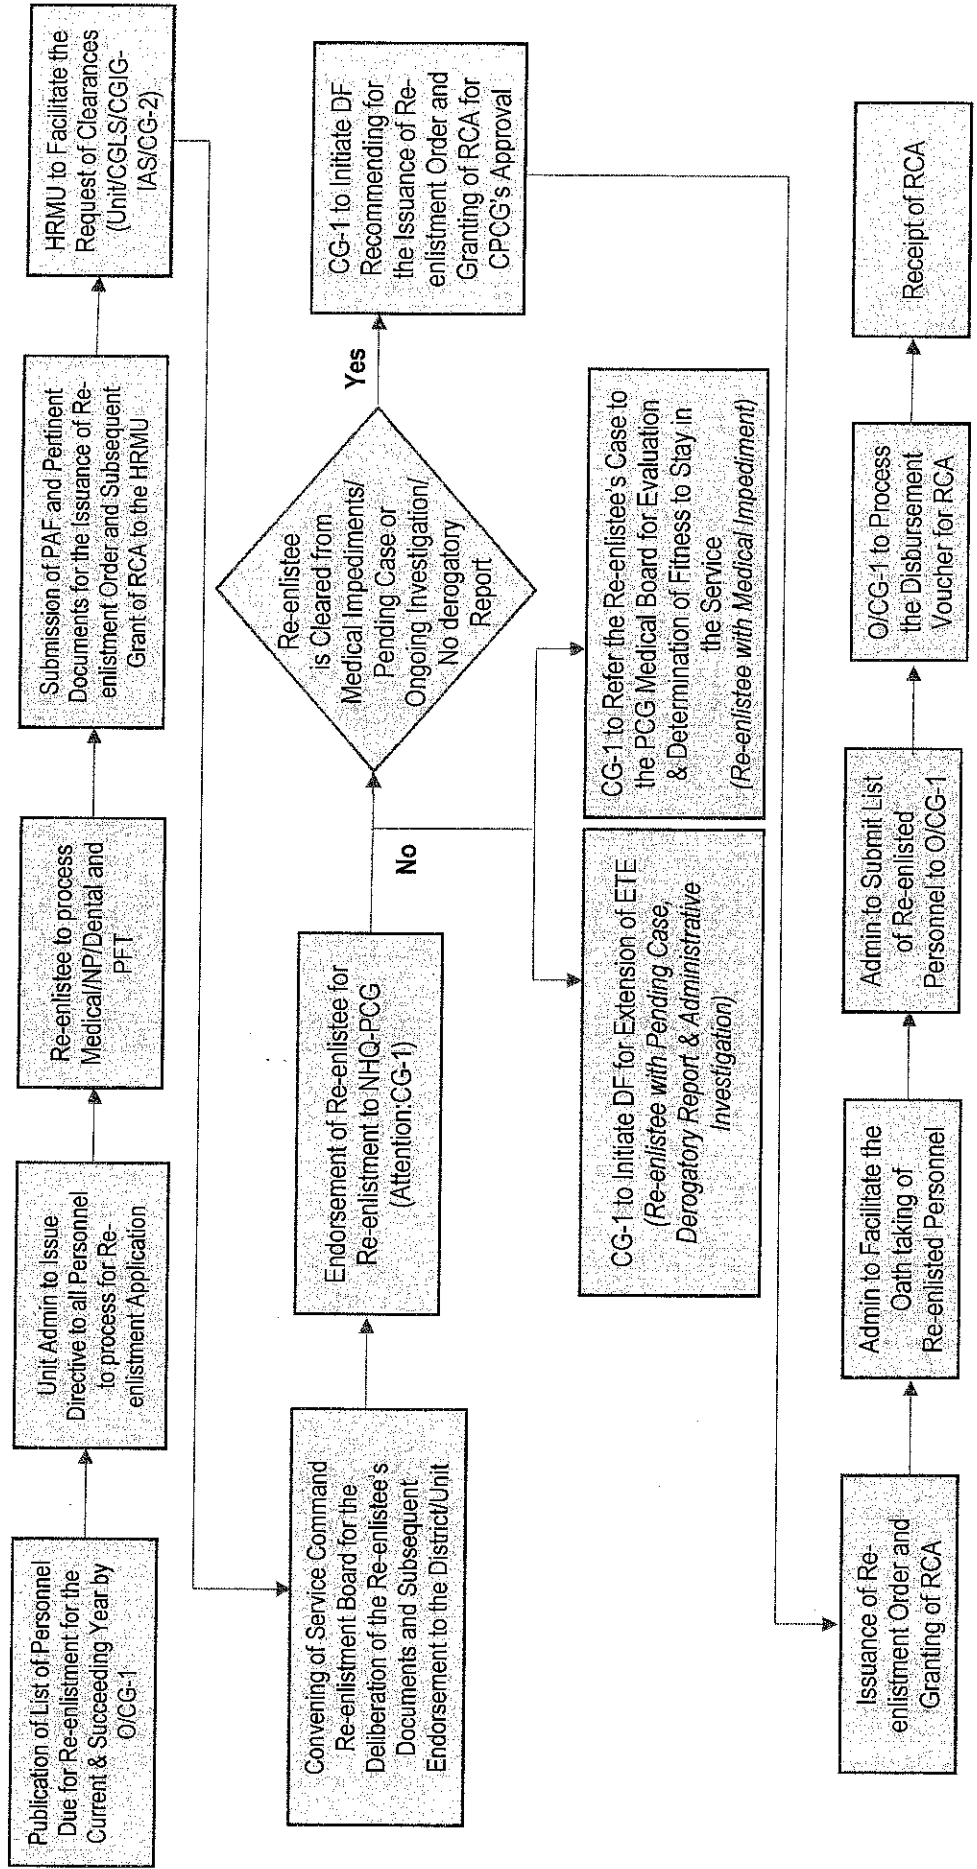 Publication of List of Personnel
Due for Re-enlistment for the
Current & Succeeding Year by
O/CG-1
Unit Admin to Issue
Directive to all Personnel
to process for Re-
enlistment Application
Re-enlistee to process
Medical/NP/Dental and
PFT
Submission of PAF and Pertinent
Documents for the Issuance of Re-
enlistment Order and Subsequent
Grant of RCA to the HRMU
HRMU to Facilitate the
Request of Clearances
(Unit/CGLS/CGIG-
IAS/CG-2)
Convening of Service Command
Re-enlistment Board for the
Deliberation of the Re-enlistee's
Documents and Subsequent
Endorsement to the District/Unit
Endorsement of Re-enlistee for
Re-enlistment to NHQ-PCG
(Attention:CG-1)
Re-enlistee
is Cleared from
Medical Impediments/
Pending Case or
Ongoing Investigation/
No derogatory
Report
Yes
CG-1 to Initiate DF
Recommending for
the Issuance of Re-
enlistment Order and
Granting of RCA for
CPCG's Approval
No
CG-1 to Initiate DF for Extension of ETE
(Re-enlistee with Pending Case,
Derogatory Report & Administrative
Investigation)
CG-1 to Refer the Re-enlistee's Case to
the PCG Medical Board for Evaluation
& Determination of Fitness to Stay in
the Service
(Re-enlistee with Medical Impediment)
Issuance of Re-
enlistment Order and
Granting of RCA
Admin to Facilitate the
Oath taking of
Re-enlisted Personnel
Admin to Submit List
of Re-enlisted
Personnel to O/CG-1
O/CG-1 to Process
the Disbursement
Voucher for RCA
Receipt of RCA